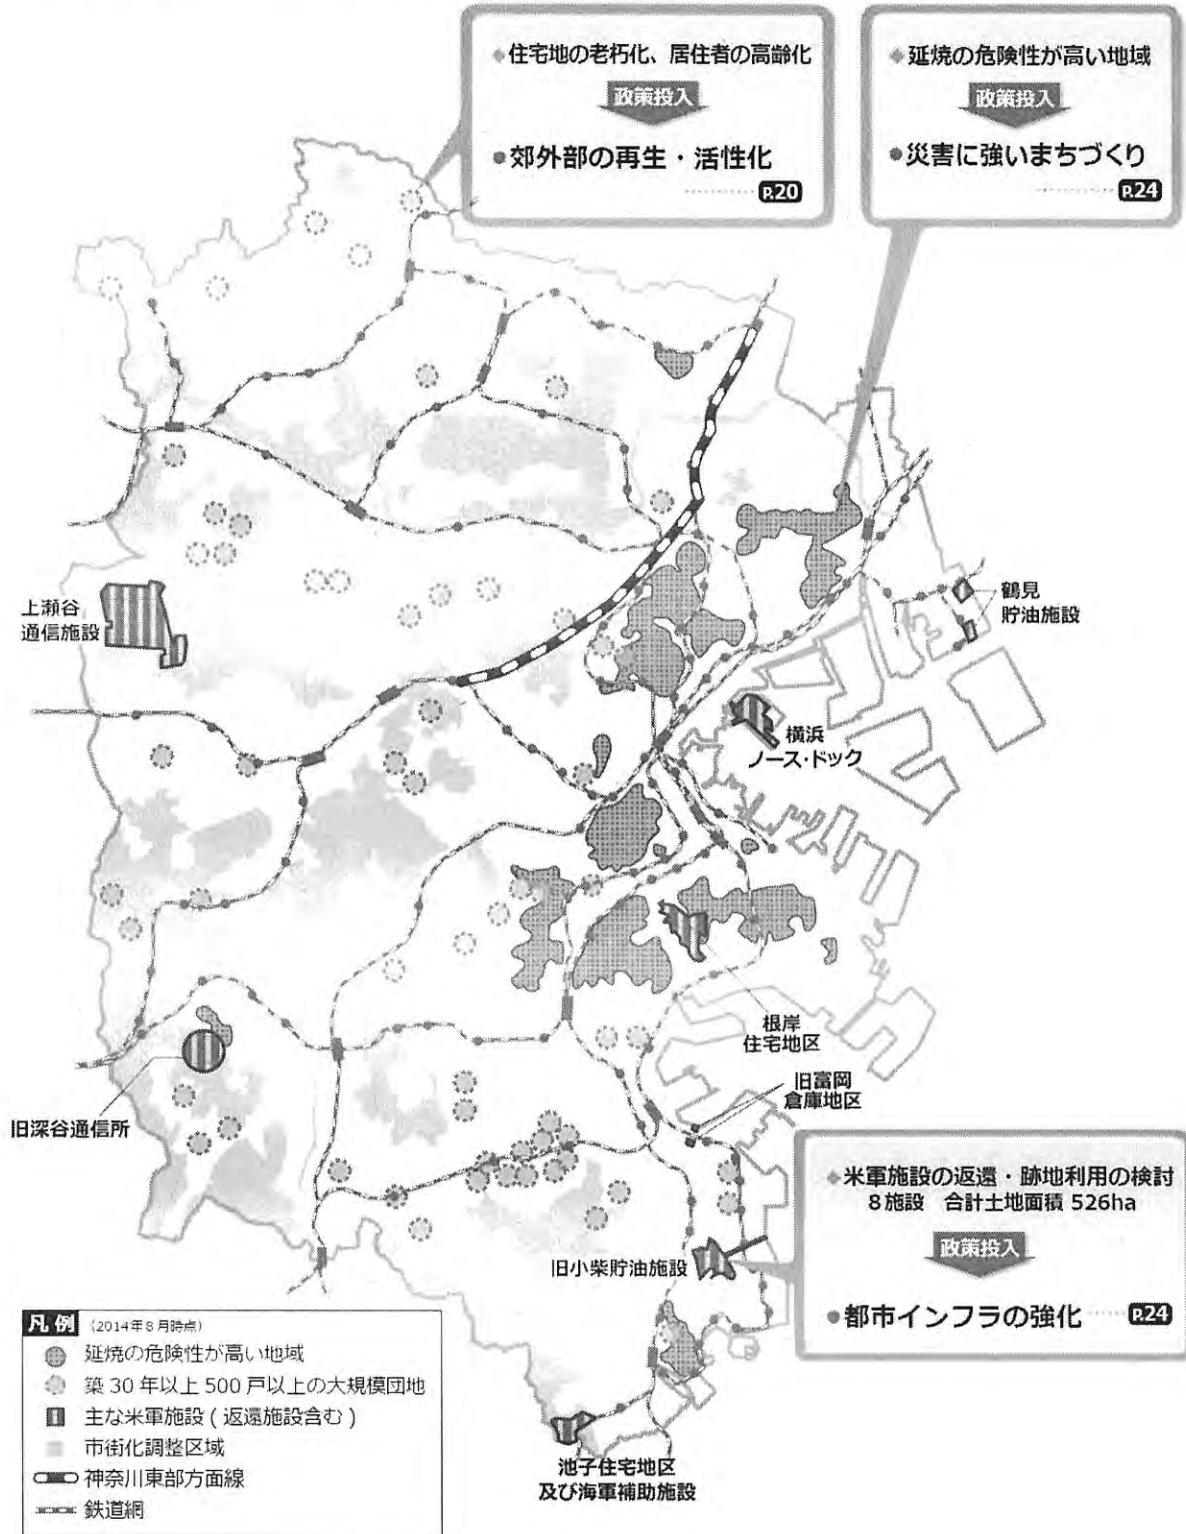 ◆住宅地の老朽化、居住者の高齢化
政策投入
●郊外部の再生・活性化
P.20
◆延焼の危険性が高い地域
政策投入
●災害に強いまちづくり
P.24
上瀬谷
通信施設
鶴見
貯油施設
横浜
ノース・ドック
根岸
住宅地区
旧富岡
倉庫地区
旧深谷通信所
◆米軍施設の返還・跡地利用の検討
8施設 合計土地面積 526ha
政策投入
●都市インフラの強化
P.24
旧小柴貯油施設
池子住宅地区
及び海軍補助施設
凡例 (2014年8月時点)
延焼の危険性が高い地域
築30年以上500戸以上の大規模団地
主な米軍施設(返還施設含む)
市街化調整区域
神奈川東部方面線
鉄道網